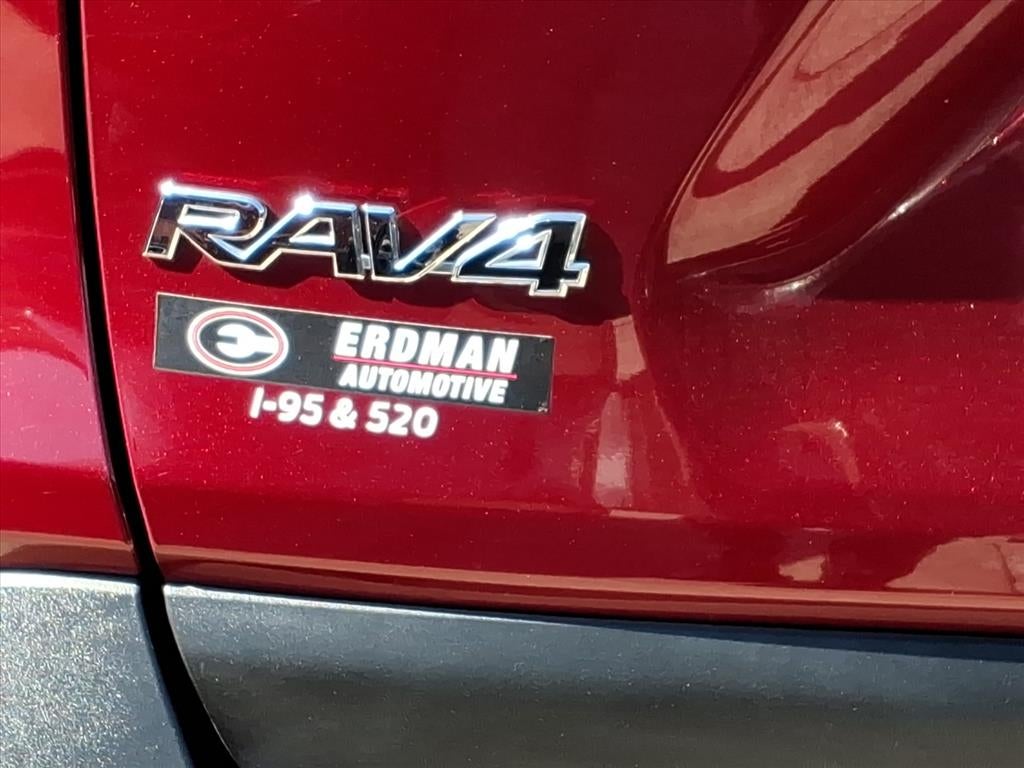 RAV4
ERDMAN
AUTOMOTIVE
I-95 & 520